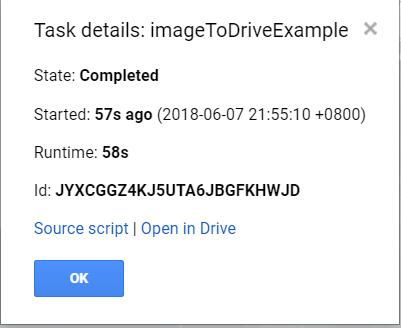 Task details: imageToDriveExample ×
State: Completed
Started: 57s ago (2018-06-07 21:55:10 +0800)
Runtime: 58s
Id: JYXCGGZ4KJ5UTA6JBGFKHWJD
Source script | Open in Drive
OK